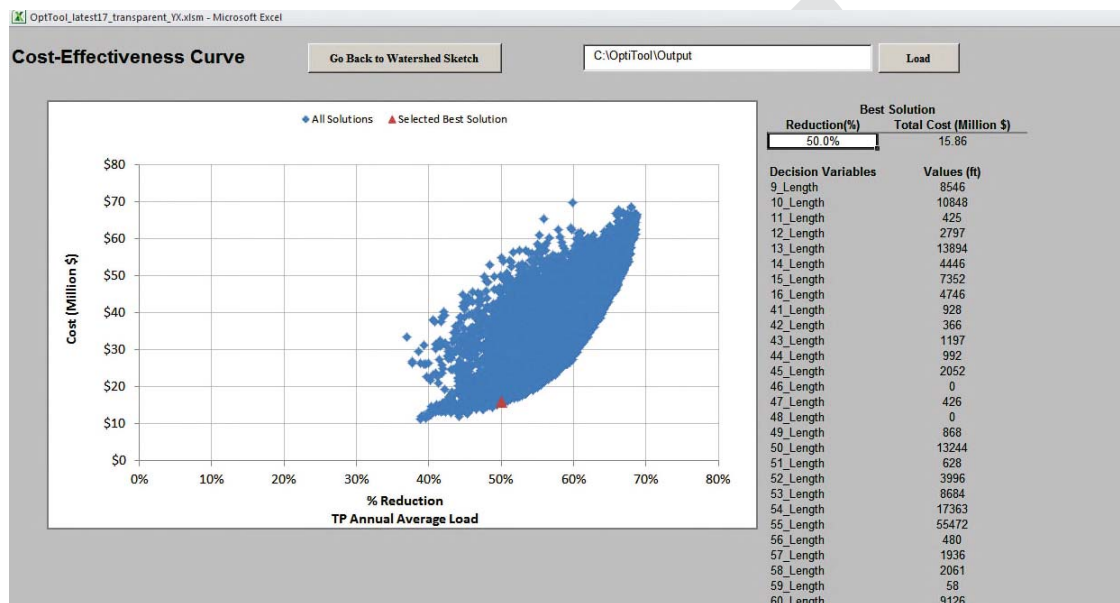 OptTool_latest17_transparent_YX.xlsm - Microsoft Excel
Cost-Effectiveness Curve
Go Back to Watershed Sketch
C:\OptiTool\Output
Load
All Solutions
Selected Best Solution
$80
$70
$60
$50
$40
$30
$20
$10
$0
Cost (Million $)
0% 10% 20% 30% 40% 50% 60% 70% 80%
% Reduction
TP Annual Average Load
Best Solution
Reduction(%) Total Cost (Million $)
50.0% 15.86
Decision Variables Values (ft)
9_Length 8546
10_Length 10848
11_Length 425
12_Length 2797
13_Length 13894
14_Length 4446
15_Length 7352
16_Length 4746
41_Length 928
42_Length 366
43_Length 1197
44_Length 992
45_Length 2052
46_Length 0
47_Length 426
48_Length 0
49_Length 868
50_Length 13244
51_Length 628
52_Length 3996
53_Length 8684
54_Length 17363
55_Length 55472
56_Length 480
57_Length 1936
58_Length 2061
59_Length 58
60_Length 9126